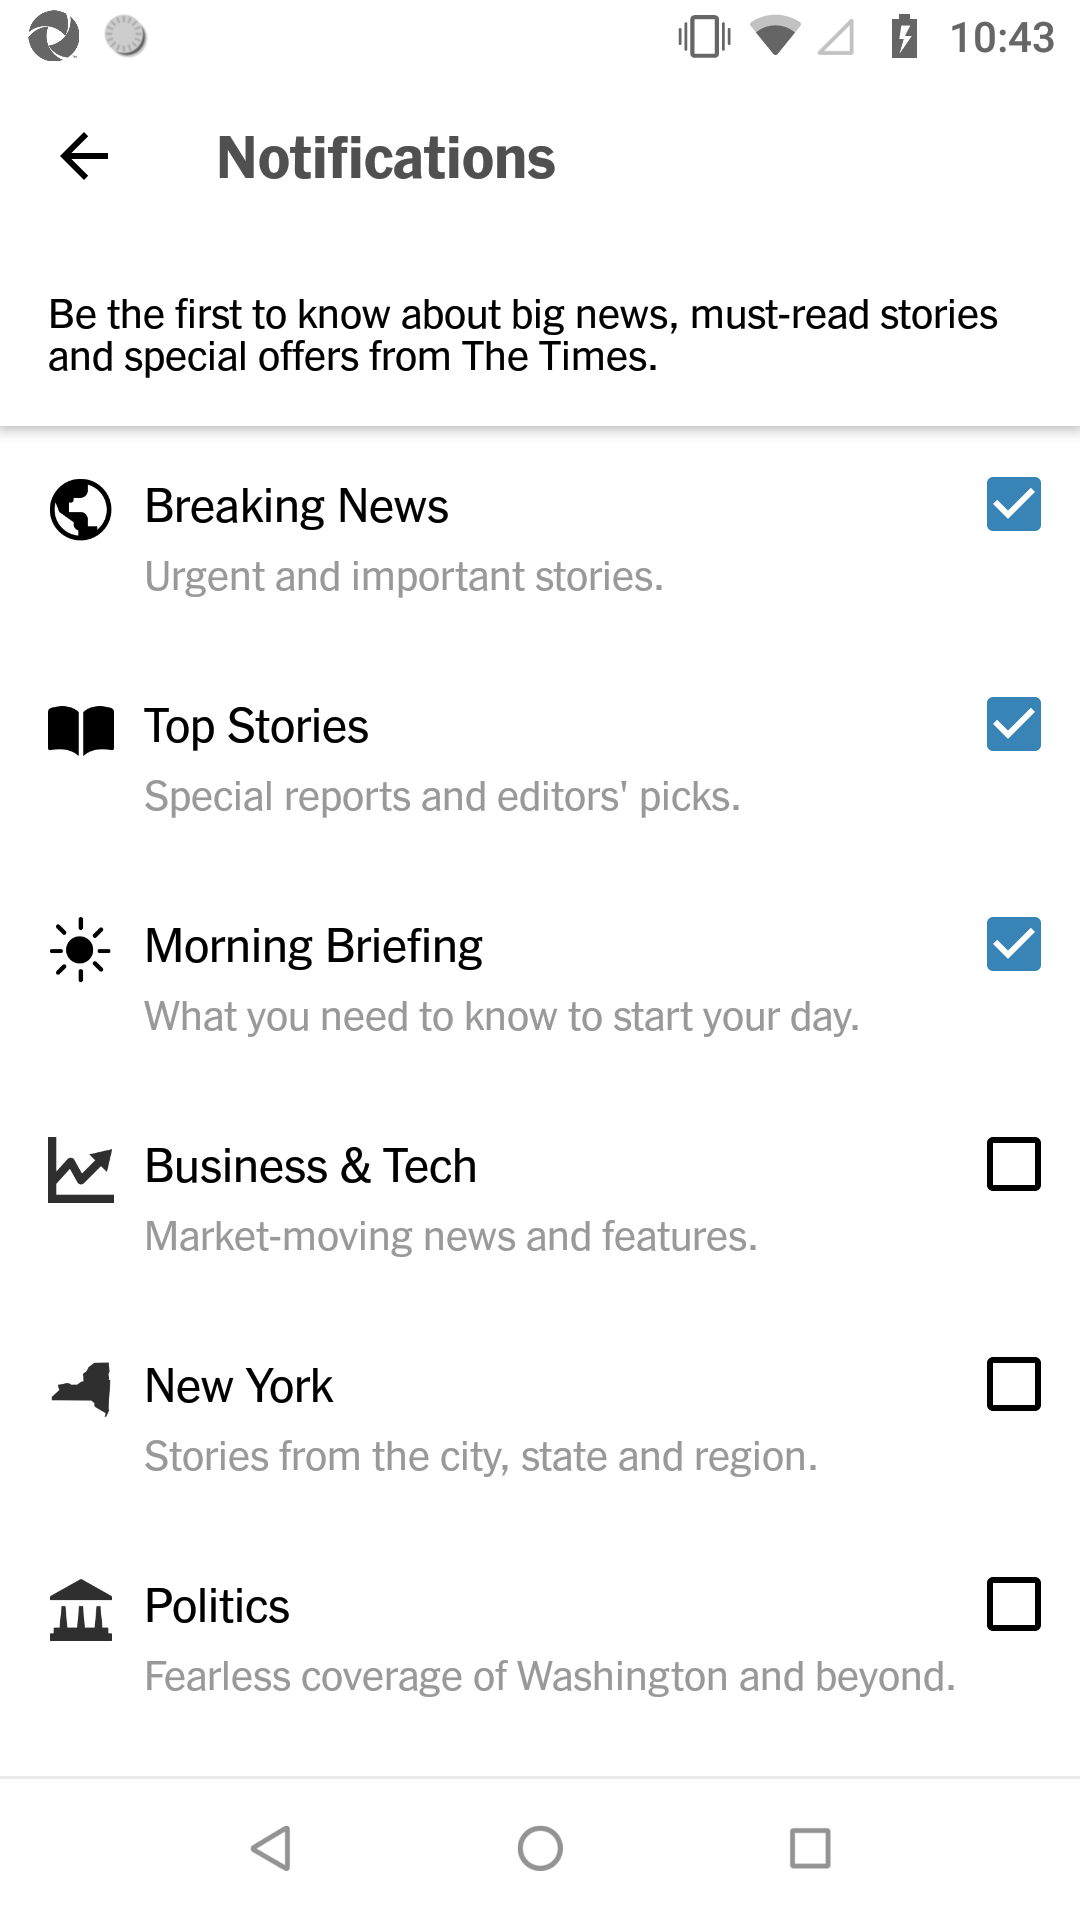 10:43
Notifications
Be the first to know about big news, must-read stories
and special offers from The Times.
Breaking News
Urgent and important stories.
Top Stories
Special reports and editors' picks.
Morning Briefing
What you need to know to start your day.
Business & Tech
Market-moving news and features.
New York
Stories from the city, state and region.
Politics
Fearless coverage of Washington and beyond.